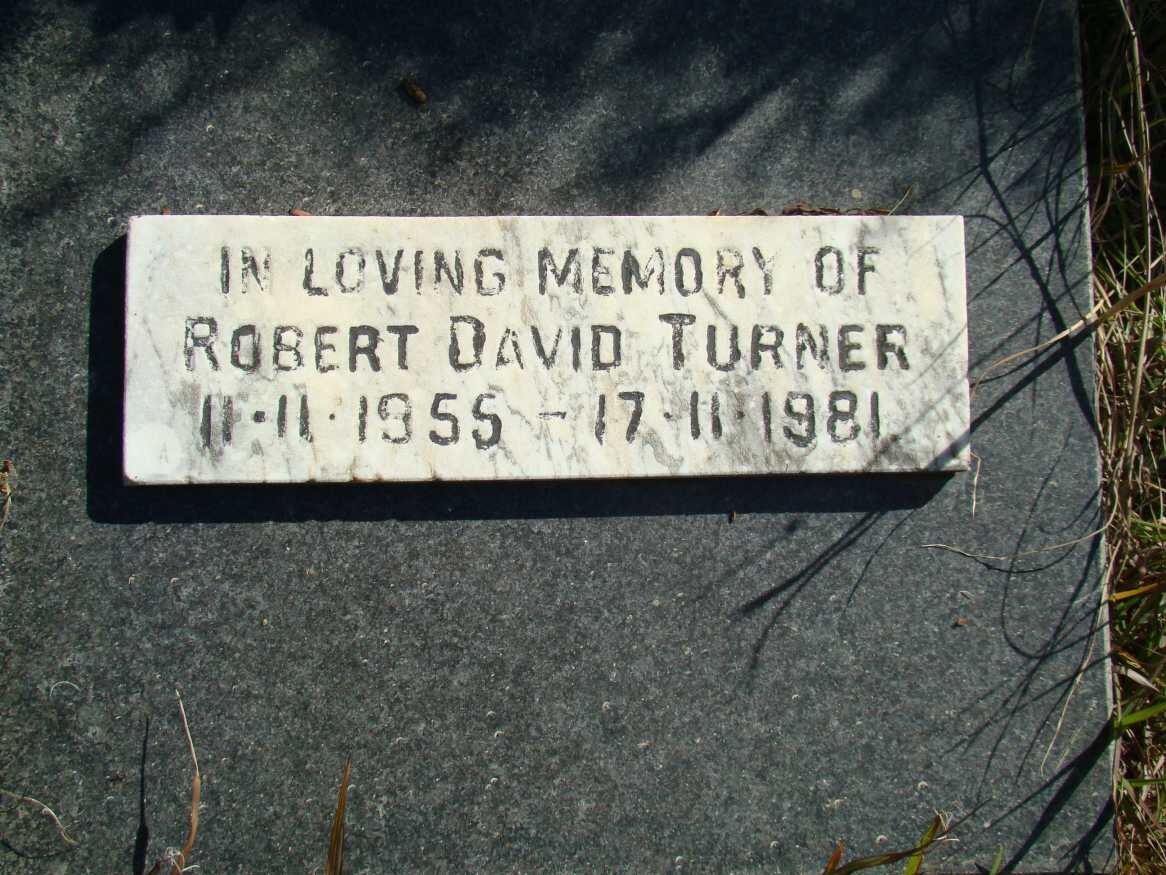 IN LOVING MEMORY OF
ROBERT DAVID TURNER
11·11·1955 – 17·11·1981